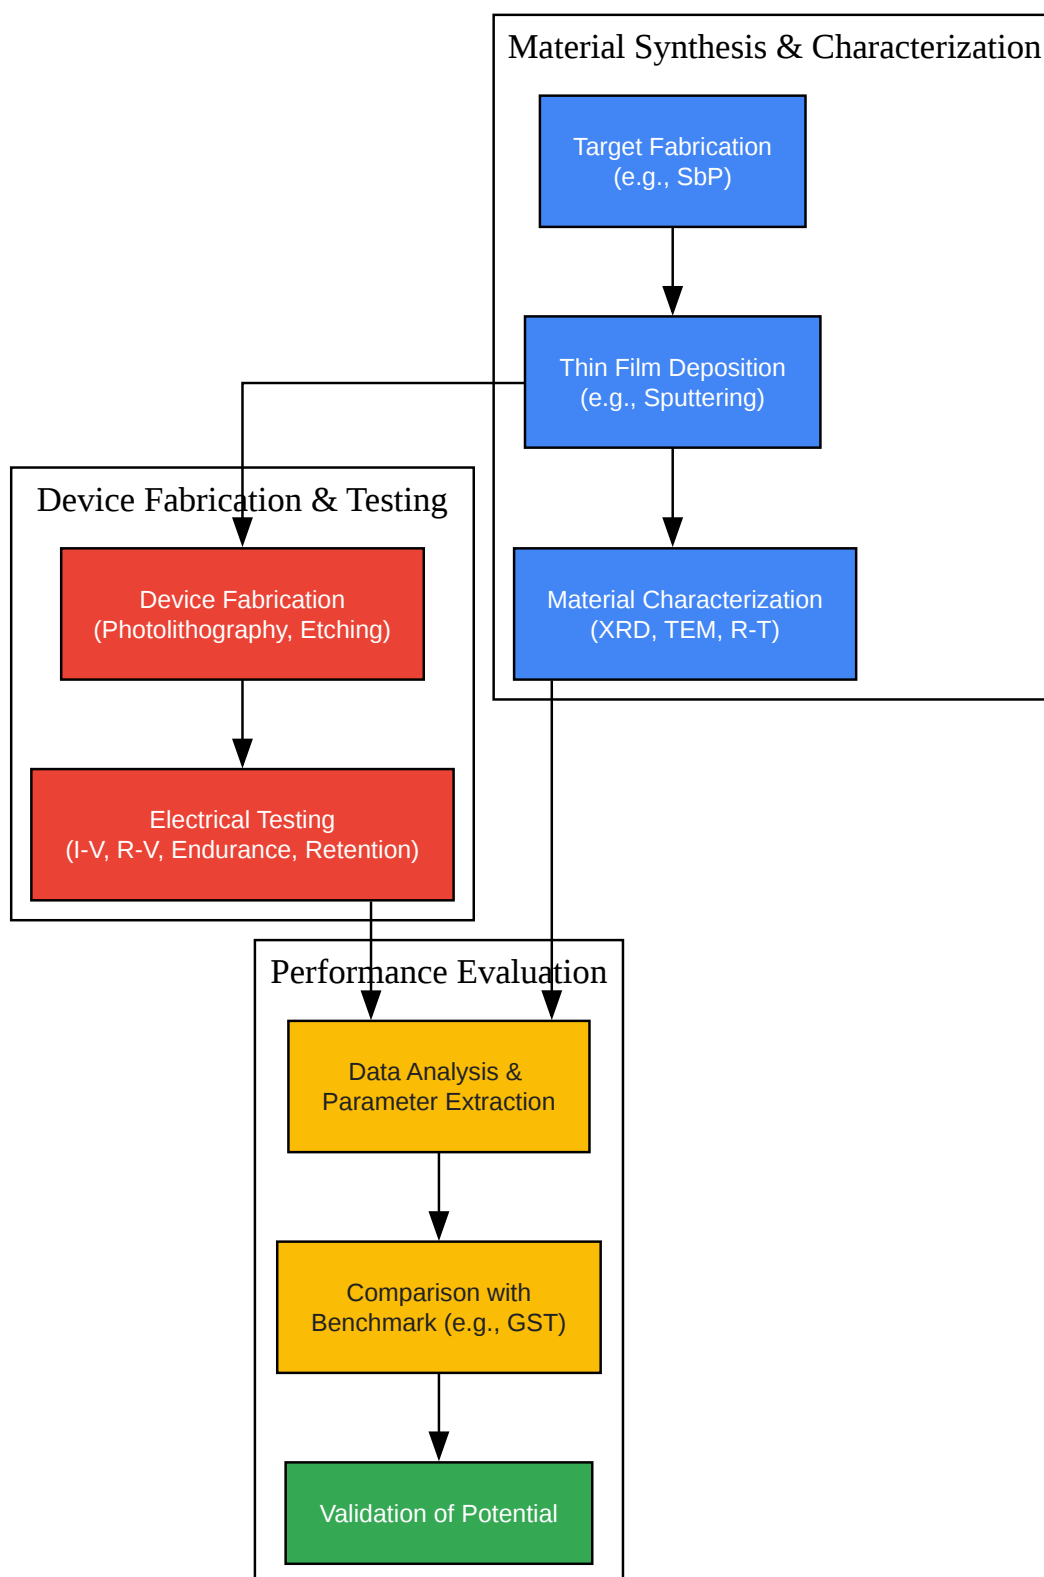 Material Synthesis & Characterization
Target Fabrication
(e.g., SbP)
Thin Film Deposition
(e.g., Sputtering)
Material Characterization
(XRD, TEM, R-T)
Device Fabrication & Testing
Device Fabrication
(Photolithography, Etching)
Electrical Testing
(I-V, R-V, Endurance, Retention)
Performance Evaluation
Data Analysis &
Parameter Extraction
Comparison with
Benchmark (e.g., GST)
Validation of Potential